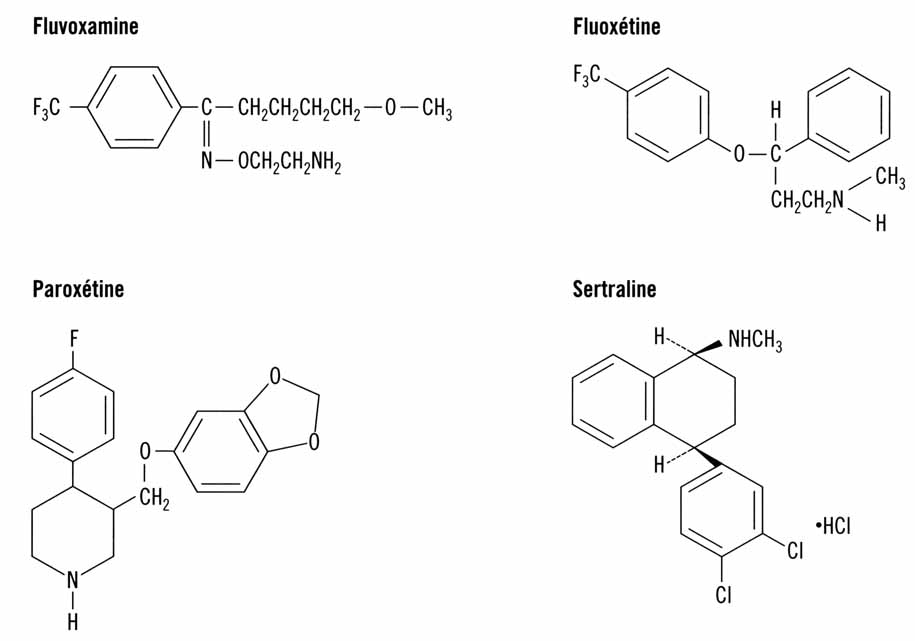 Fluvoxamine
F₃C C CH₂CH₂CH₂CH₂ O CH₃
N OCH₂CH₂NH₂
Fluoxétine
F₃C
H
O C
CH₃
CH₂CH₂N
H
Paroxétine
F
O
O
O
CH₂
N
H
Sertraline
H NHCH₃
H
•HCl
Cl
Cl